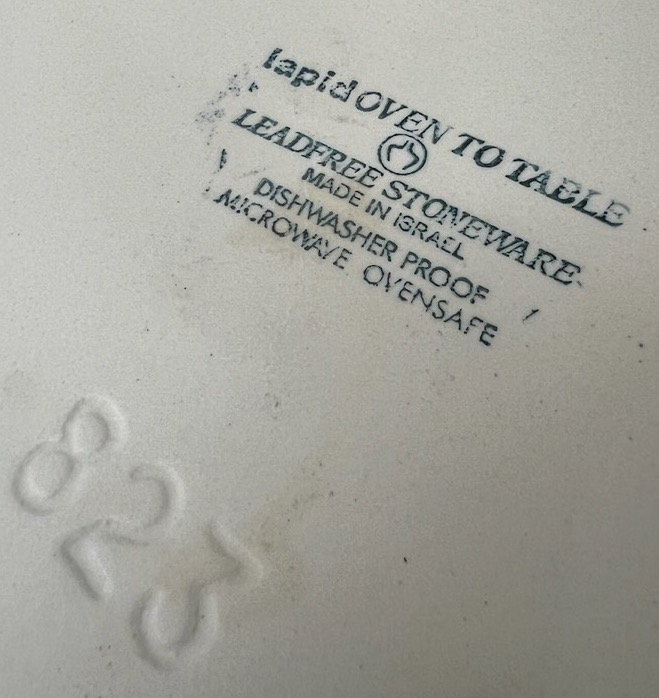 lapid OVEN TO TABLE
LEADFREE STONEWARE
MADE IN ISRAEL
DISHWASHER PROOF
MICROWAVE OVENSAFE
823